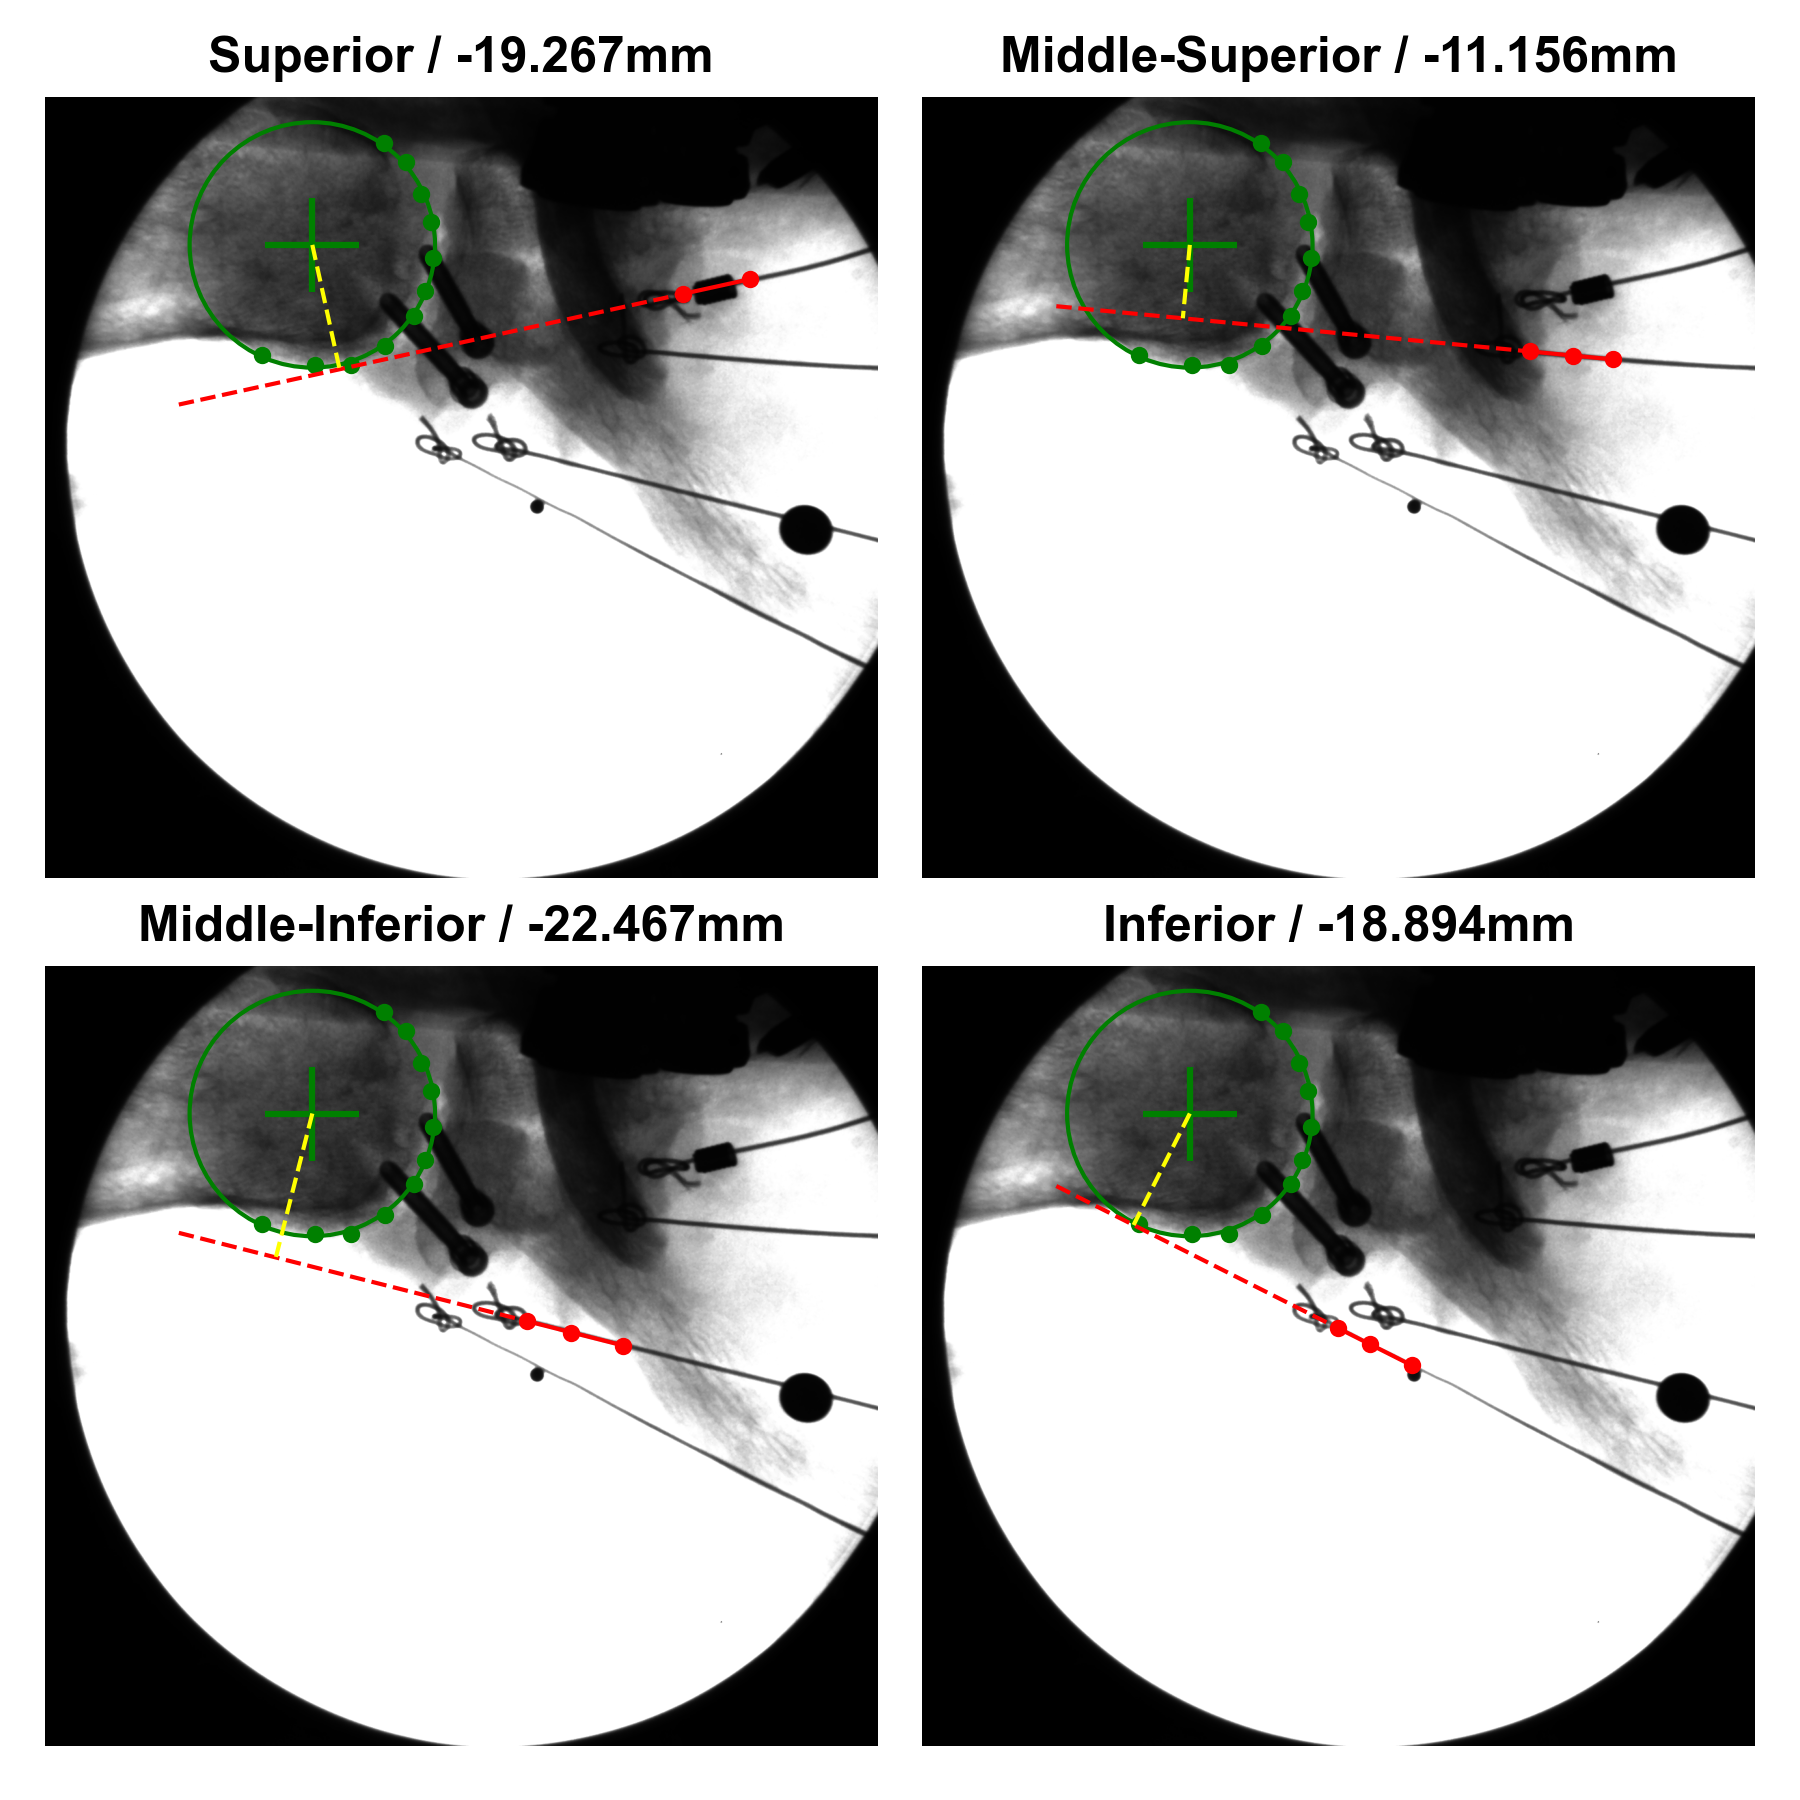 Superior / -19.267mm
Middle-Superior / -11.156mm
Middle-Inferior / -22.467mm
Inferior / -18.894mm